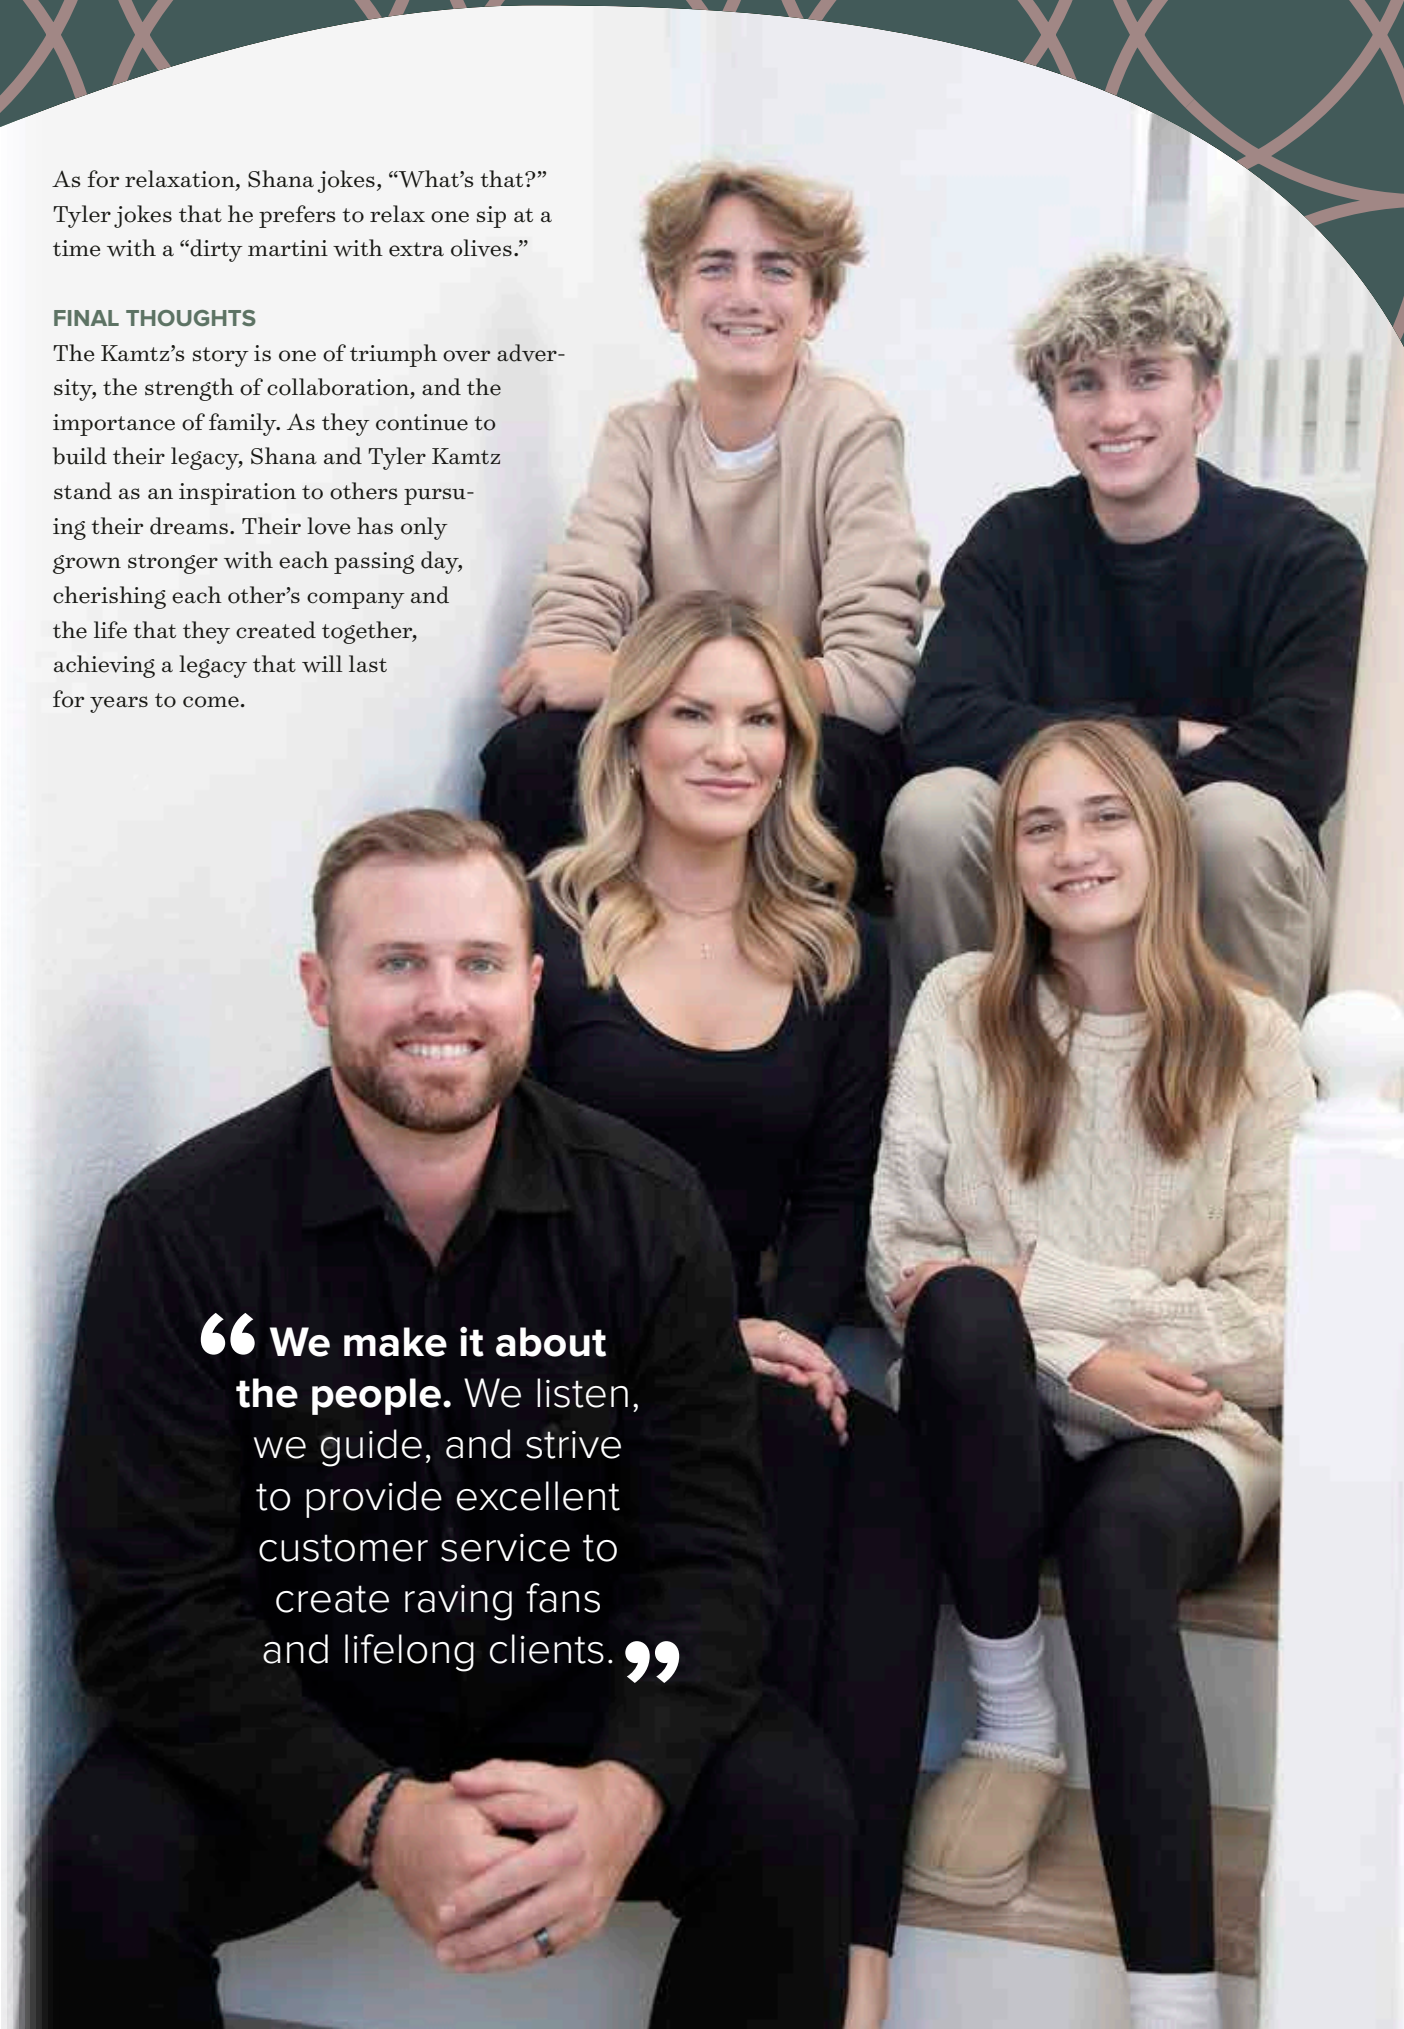 As for relaxation, Shana jokes, “What’s that?”
Tyler jokes that he prefers to relax one sip at a
time with a “dirty martini with extra olives.”
FINAL THOUGHTS
The Kamtz’s story is one of triumph over adver-
sity, the strength of collaboration, and the
importance of family. As they continue to
build their legacy, Shana and Tyler Kamtz
stand as an inspiration to others pursu-
ing their dreams. Their love has only
grown stronger with each passing day,
cherishing each other’s company and
the life that they created together,
achieving a legacy that will last
for years to come.
“ We make it about
the people. We listen,
we guide, and strive
to provide excellent
customer service to
create raving fans
and lifelong clients. ”